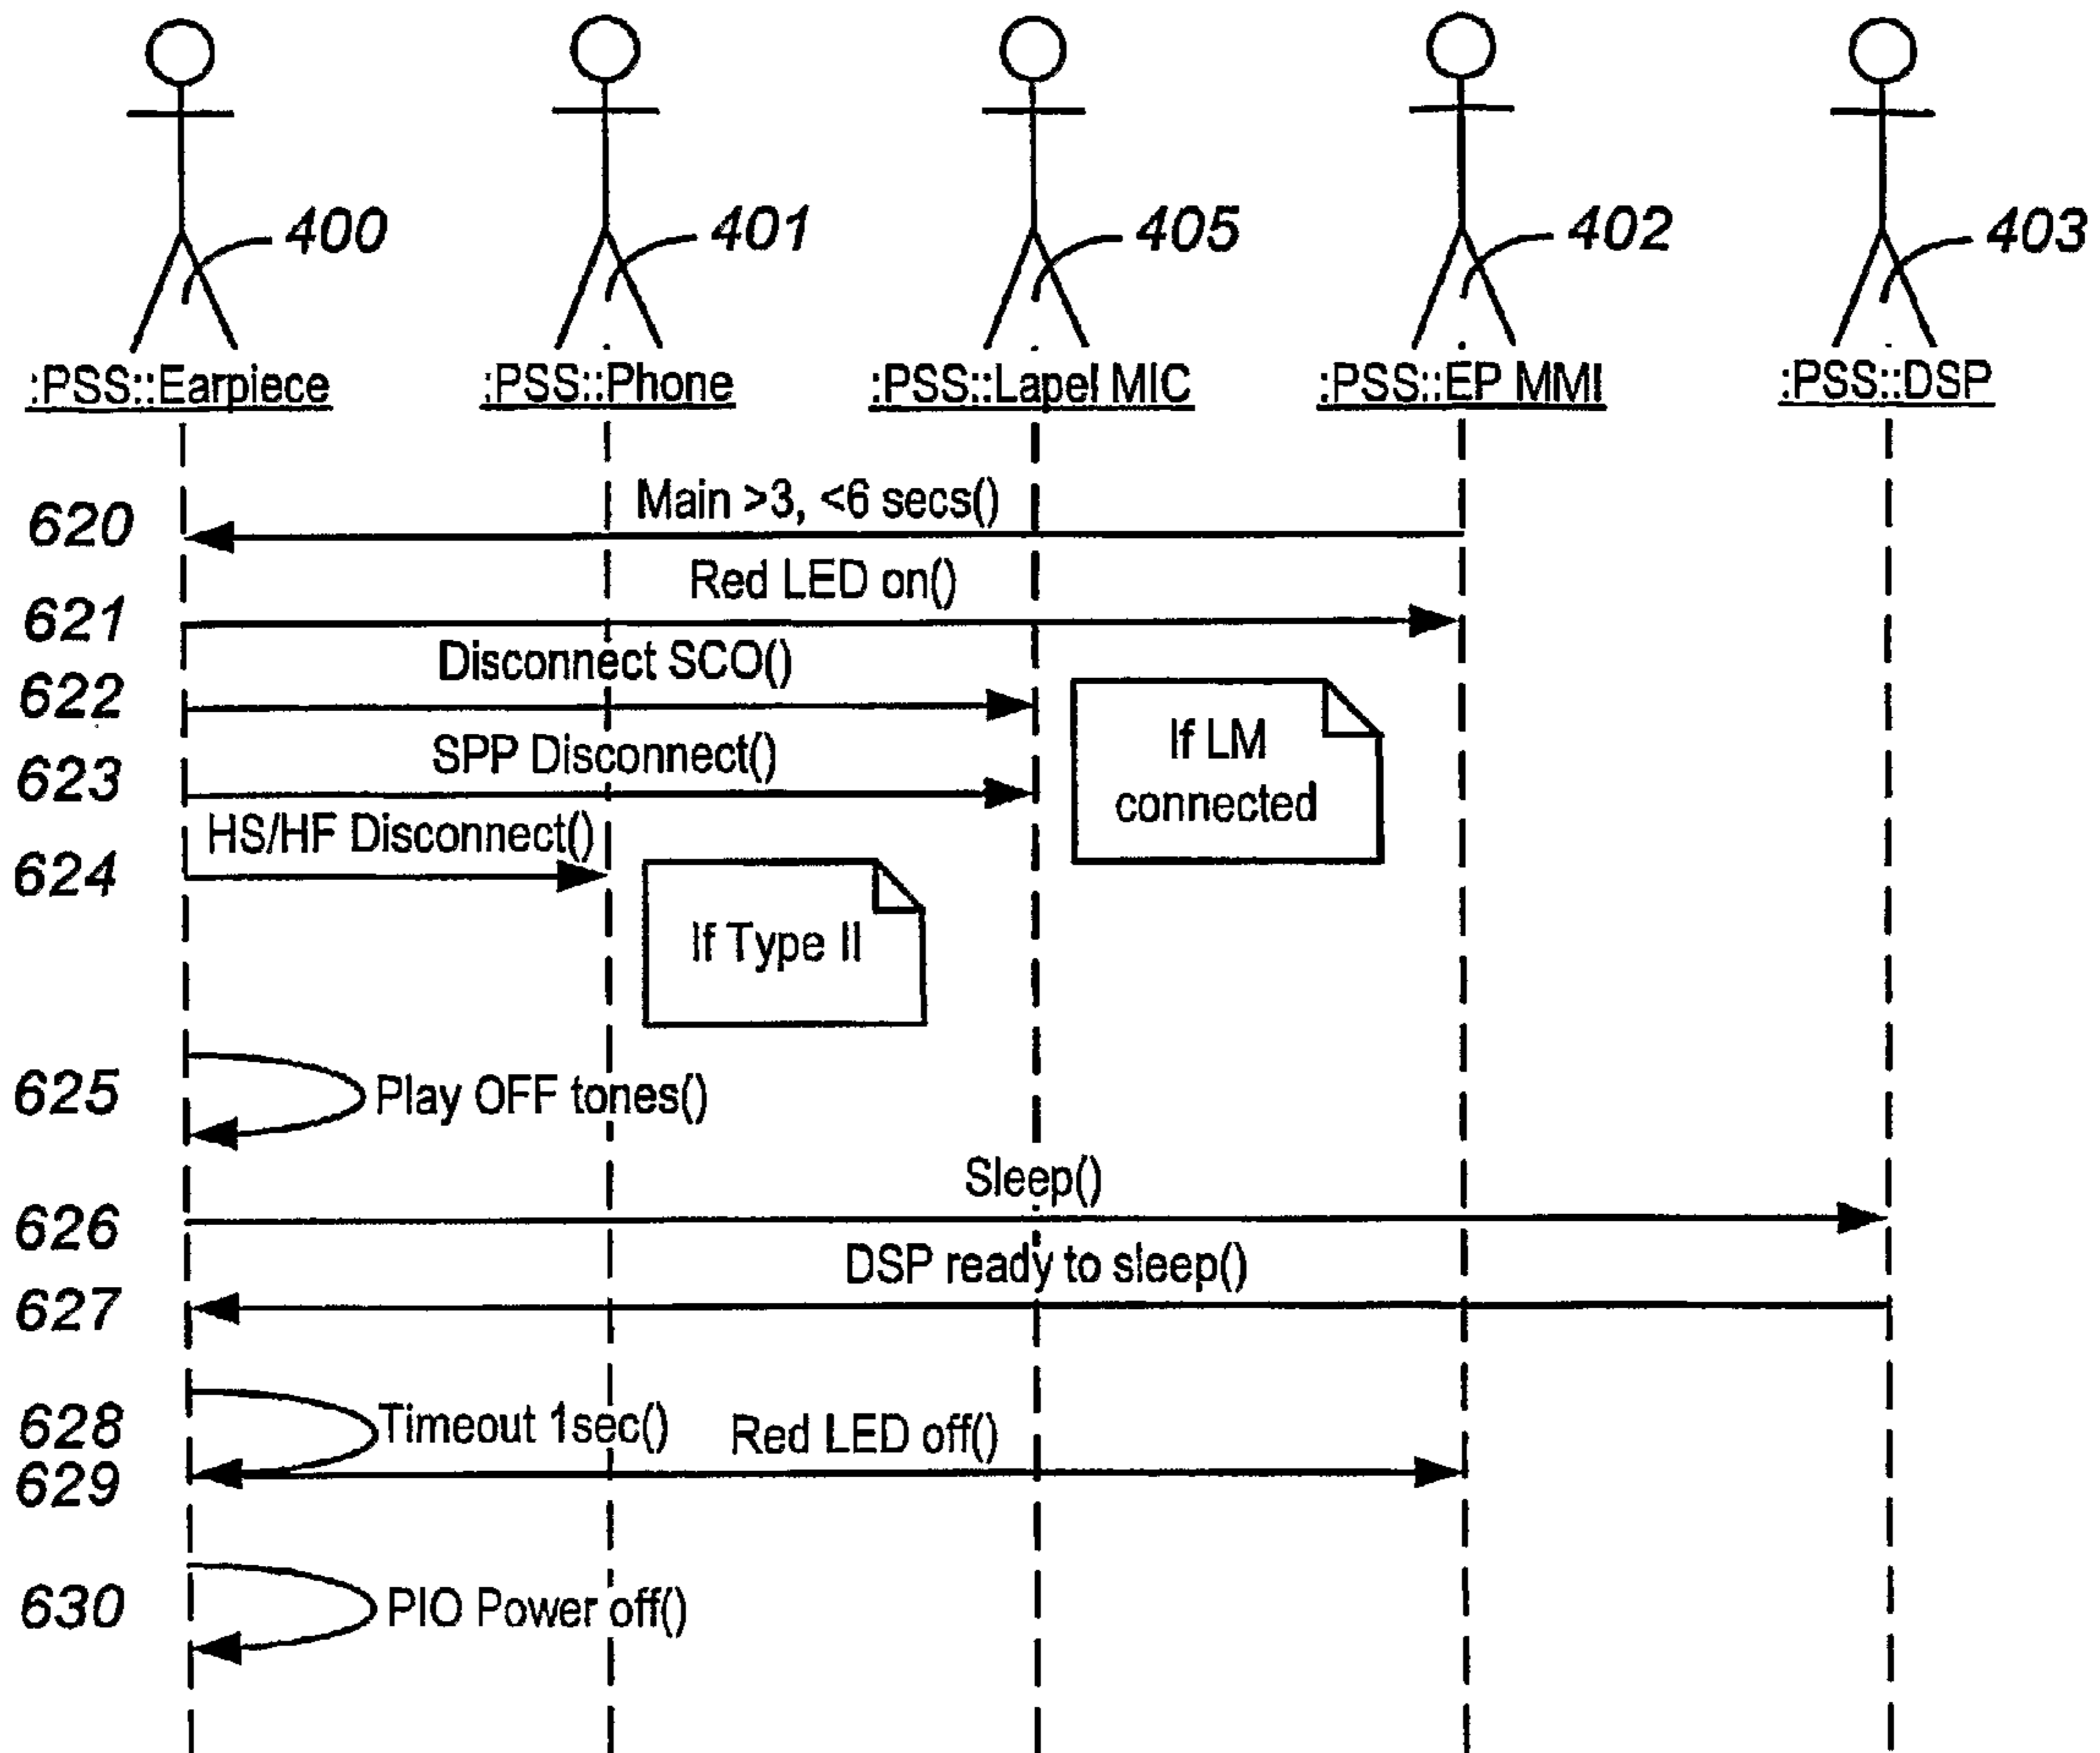 400 401 405 402 403
:PSS::Earpiece :PSS::Phone :PSS::Lapel MIC :PSS::EP MMI :PSS::DSP
620 Main >3, <6 secs()
621 Red LED on()
622 Disconnect SCO()
If LM
connected
623 SPP Disconnect()
624 HS/HF Disconnect()
If Type II
625 Play OFF tones()
626 Sleep()
627 DSP ready to sleep()
628 Timeout 1sec()
629 Red LED off()
630 PIO Power off()